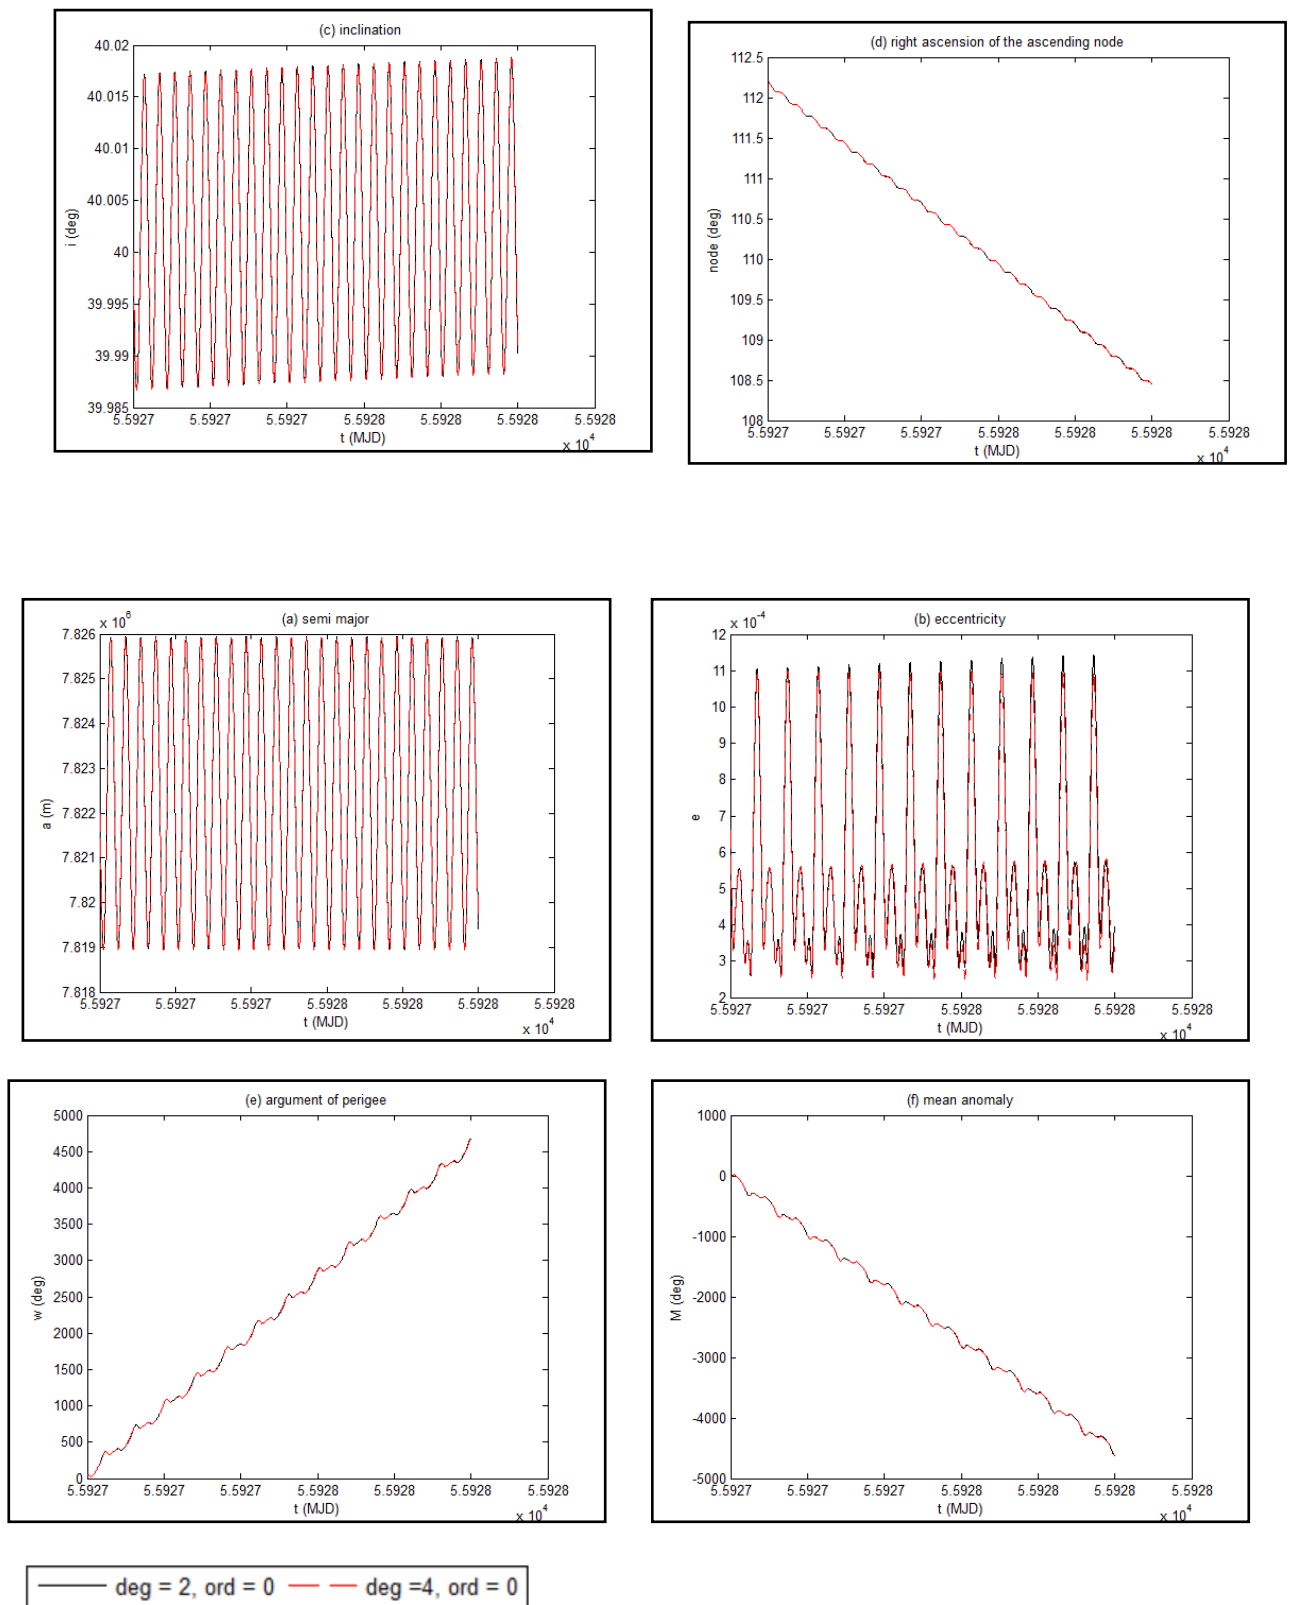 (c) inclination
40.02
40.015
40.01
40.005
40
39.995
39.99
39.985
i (deg)
5.5927 5.5927 5.5927 5.5928 5.5928 5.5928 5.5928
t (MJD)
x 10^4
(d) right ascension of the ascending node
112.5
112
111.5
111
110.5
110
109.5
109
108.5
108
node (deg)
5.5927 5.5927 5.5927 5.5928 5.5928 5.5928 5.5928
t (MJD)
x 10^4
(a) semi major
x 10^6
7.826
7.825
7.824
7.823
7.822
7.821
7.82
7.819
7.818
a (m)
5.5927 5.5927 5.5927 5.5928 5.5928 5.5928 5.5928
t (MJD)
x 10^4
(b) eccentricity
x 10^-4
12
11
10
9
8
7
6
5
4
3
2
e
5.5927 5.5927 5.5927 5.5928 5.5928 5.5928 5.5928
t (MJD)
x 10^4
(e) argument of perigee
5000
4500
4000
3500
3000
2500
2000
1500
1000
500
0
w (deg)
5.5927 5.5927 5.5927 5.5928 5.5928 5.5928 5.5928
t (MJD)
x 10^4
(f) mean anomaly
1000
0
-1000
-2000
-3000
-4000
-5000
M (deg)
5.5927 5.5927 5.5927 5.5928 5.5928 5.5928 5.5928
t (MJD)
x 10^4
deg = 2, ord = 0 deg =4, ord = 0